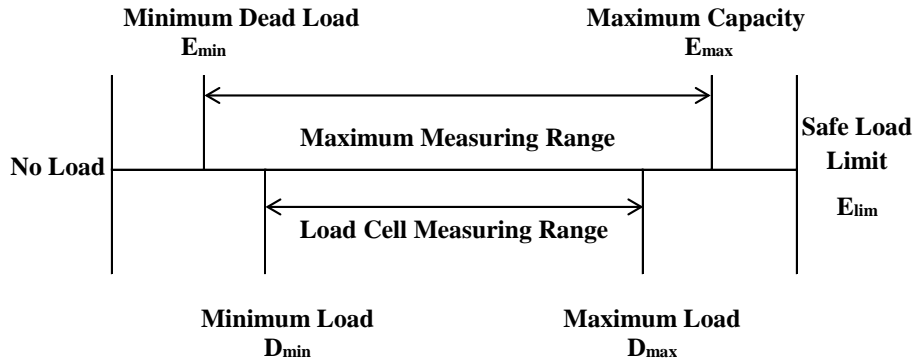 Minimum Dead Load
Emin
Maximum Capacity
Emax
Maximum Measuring Range
Safe Load
Limit
Elim
No Load
Load Cell Measuring Range
Minimum Load
Dmin
Maximum Load
Dmax